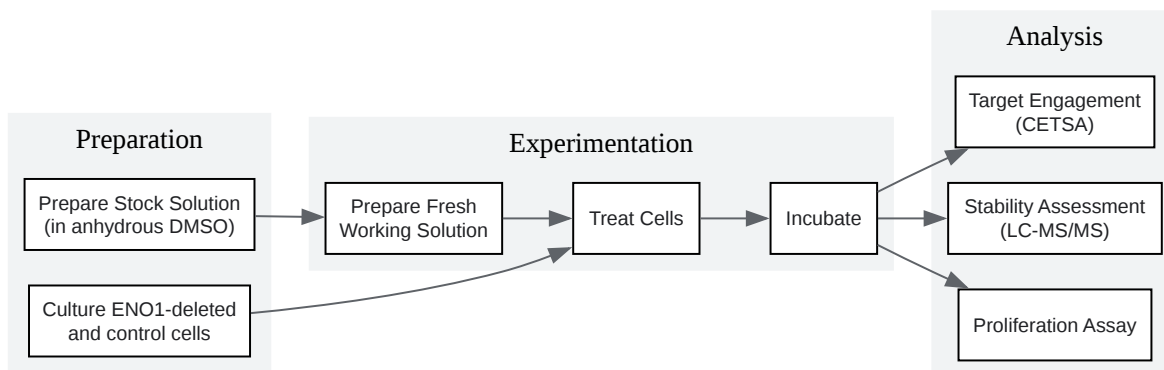 Preparation
Prepare Stock Solution
(in anhydrous DMSO)
Culture ENO1-deleted
and control cells
Experimentation
Prepare Fresh
Working Solution
Treat Cells
Incubate
Analysis
Target Engagement
(CETSA)
Stability Assessment
(LC-MS/MS)
Proliferation Assay